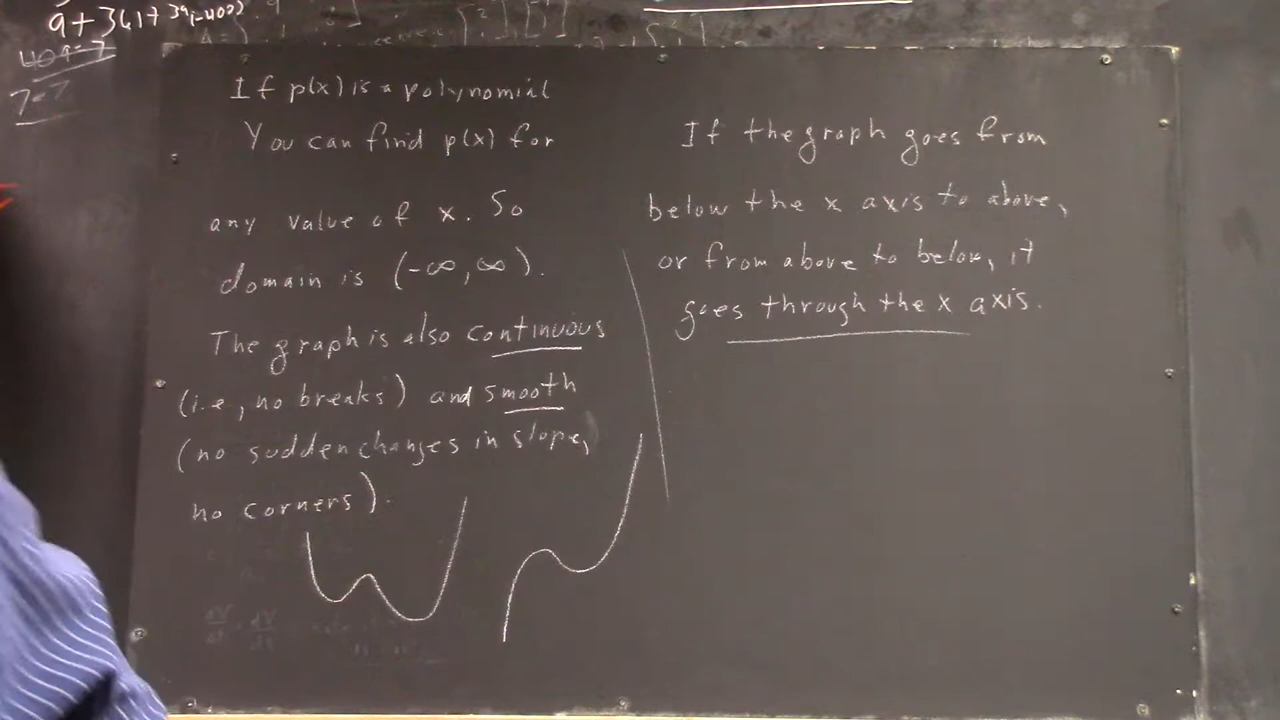 If p(x) is a polynomial
You can find p(x) for
any value of x. So
domain is (-∞, ∞).
The graph is also continuous
(i.e, no breaks) and smooth
(no sudden changes in slope,
no corners).
If the graph goes from
below the x axis to above,
or from above to below, it
goes through the x axis.
7=7